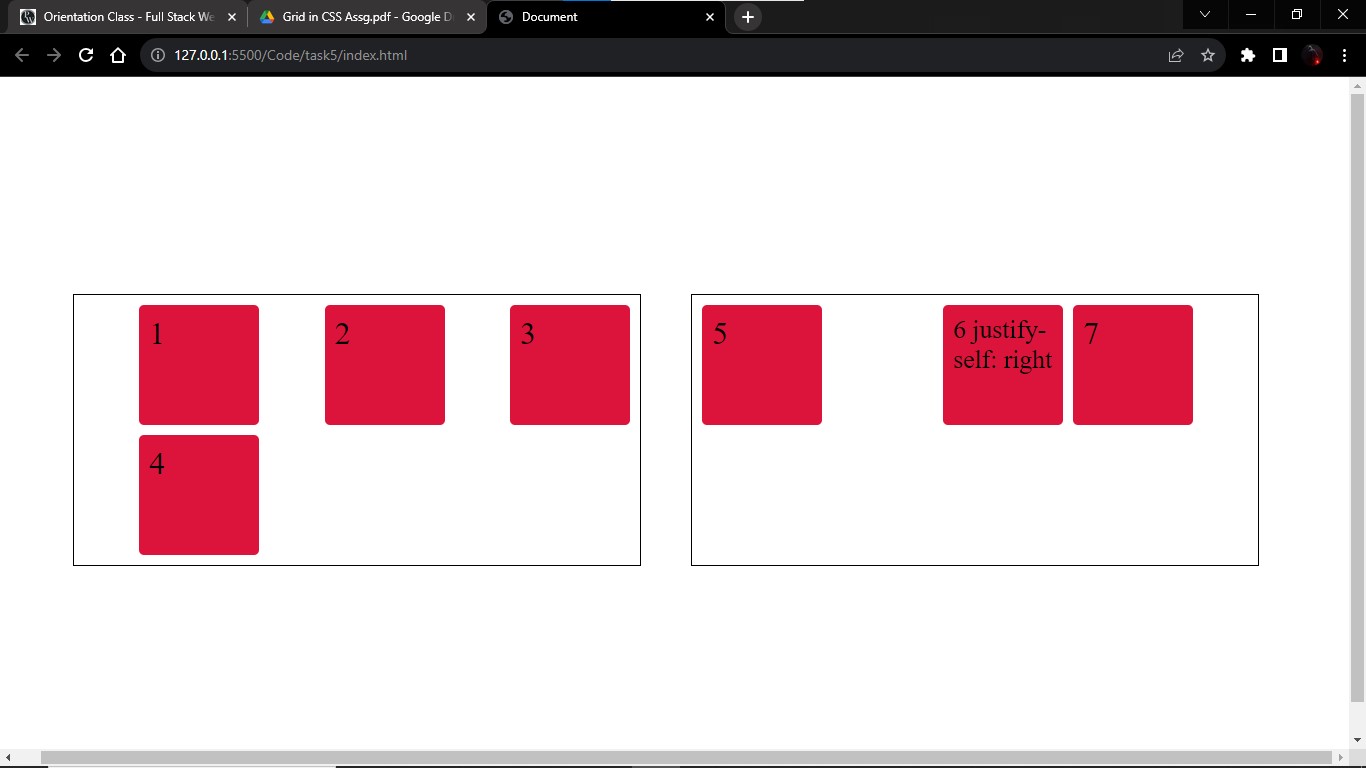 Orientation Class - Full Stack We
Grid in CSS Assg.pdf - Google D
Document
127.0.0.1:5500/Code/task5/index.html
1
2
3
4
5
6 justify-
self: right
7